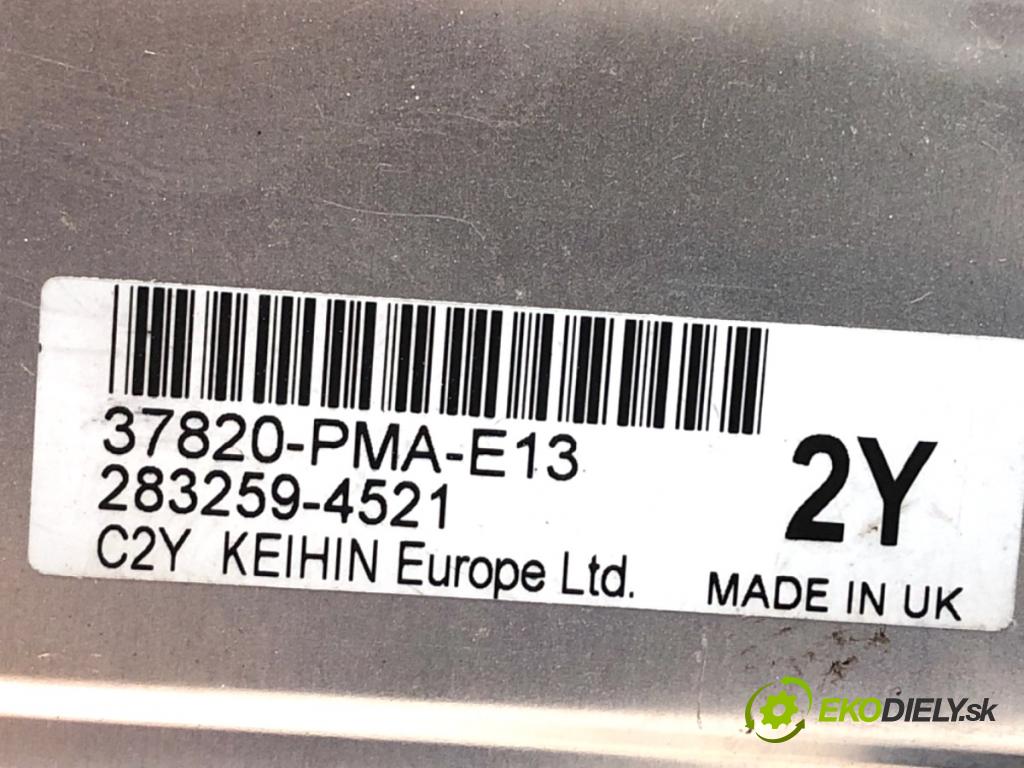 37820-PMA-E13
283259-4521
2Y
C2Y KEIHIN Europe Ltd.
MADE IN UK
EKODIELY.sk